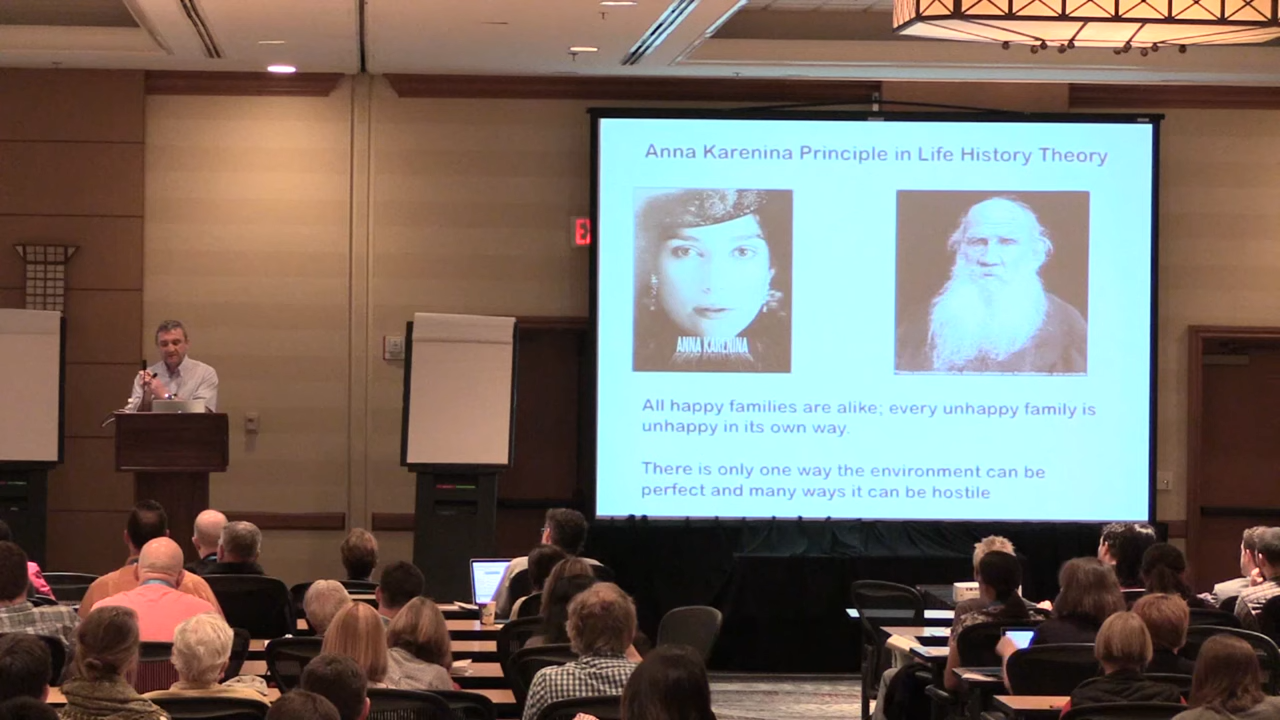 Anna Karenina Principle in Life History Theory
EX
ANNA KARENINA
All happy families are alike; every unhappy family is
unhappy in its own way.
There is only one way the environment can be
perfect and many ways it can be hostile